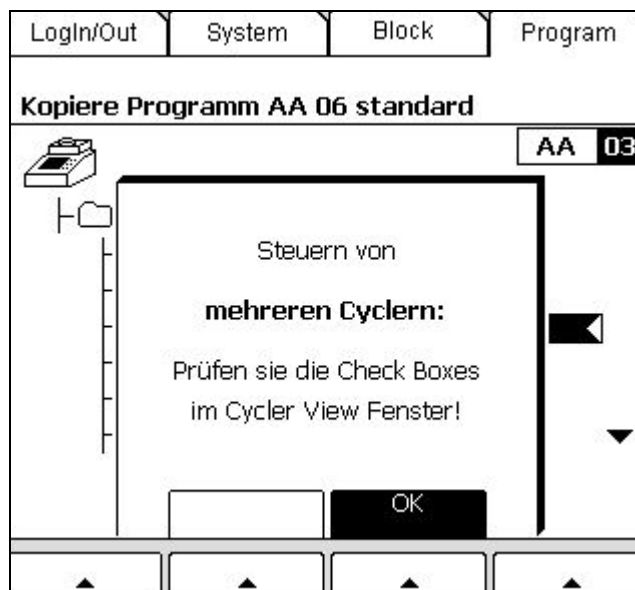 LogIn/Out System Block Program
Kopiere Programm AA 06 standard
AA 03
Steuern von
mehreren Cyclern:
Prüfen sie die Check Boxes
im Cycler View Fenster!
OK